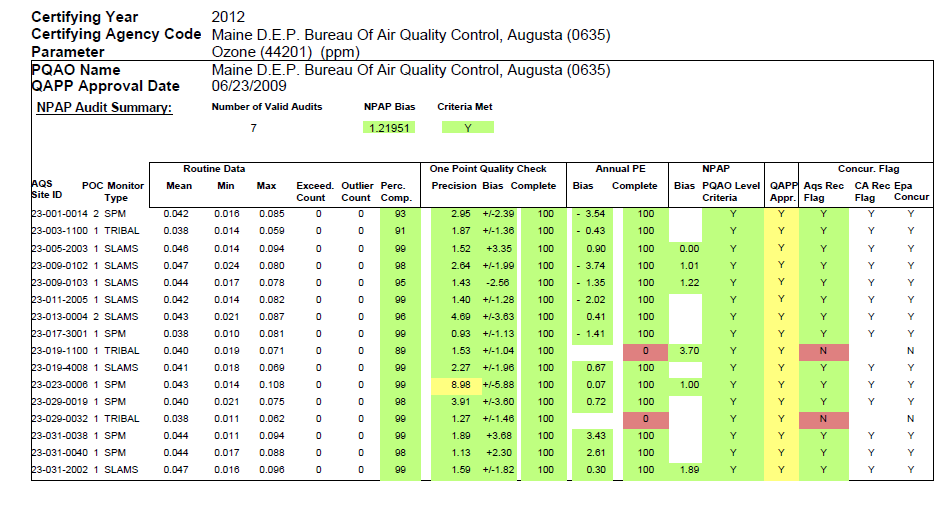 Certifying Year 2012
Certifying Agency Code Maine D.E.P. Bureau Of Air Quality Control, Augusta (0635)
Parameter Ozone (44201) (ppm)
PQAO Name Maine D.E.P. Bureau Of Air Quality Control, Augusta (0635)
QAPP Approval Date 06/23/2009
NPAP Audit Summary: Number of Valid Audits NPAP Bias Criteria Met
7 1.21951 Y
Routine Data One Point Quality Check Annual PE NPAP Concur. Flag
AQS POC Monitor Mean Min Max Exceed. Outlier Perc. Precision Bias Complete Bias Complete Bias PQAO Level QAPP Aqs Rec CA Rec Epa
Site ID Type Count Count Comp. Criteria Appr. Flag Flag Concur
23-001-0014 2 SPM 0.042 0.016 0.085 0 0 93 2.95 +/-2.39 100 - 3.54 100 Y Y Y Y Y
23-003-1100 1 TRIBAL 0.038 0.014 0.059 0 0 91 1.87 +/-1.36 100 - 0.43 100 Y Y Y Y Y
23-005-2003 1 SLAMS 0.046 0.014 0.094 0 0 99 1.52 +3.35 100 0.90 100 0.00 Y Y Y Y Y
23-009-0102 1 SLAMS 0.047 0.024 0.080 0 0 98 2.64 +/-1.99 100 - 3.74 100 1.01 Y Y Y Y Y
23-009-0103 1 SLAMS 0.044 0.017 0.078 0 0 95 1.43 -2.56 100 - 1.35 100 1.22 Y Y Y Y Y
23-011-2005 1 SLAMS 0.042 0.014 0.082 0 0 99 1.40 +/-1.28 100 - 2.02 100 Y Y Y Y Y
23-013-0004 2 SLAMS 0.043 0.021 0.087 0 0 96 4.69 +/-3.63 100 0.41 100 Y Y Y Y Y
23-017-3001 1 SPM 0.038 0.010 0.081 0 0 99 0.93 +/-1.13 100 - 1.41 100 Y Y Y Y Y
23-019-1100 1 TRIBAL 0.040 0.019 0.071 0 0 89 1.53 +/-1.04 100 0 3.70 Y Y N N
23-019-4008 1 SLAMS 0.041 0.018 0.069 0 0 99 2.27 +/-1.96 100 0.67 100 Y Y Y Y Y
23-023-0006 1 SPM 0.043 0.014 0.108 0 0 99 8.98 +/-5.88 100 0.07 100 1.00 Y Y Y Y Y
23-029-0019 1 SPM 0.040 0.021 0.075 0 0 98 3.91 +/-3.60 100 0.72 100 Y Y Y Y Y
23-029-0032 1 TRIBAL 0.038 0.011 0.062 0 0 99 1.27 +/-1.46 100 0 Y Y N N
23-031-0038 1 SPM 0.044 0.011 0.094 0 0 99 1.89 +3.68 100 3.43 100 Y Y Y Y Y
23-031-0040 1 SPM 0.044 0.017 0.088 0 0 98 1.13 +2.30 100 2.61 100 Y Y Y Y Y
23-031-2002 1 SLAMS 0.047 0.016 0.096 0 0 99 1.59 +/-1.82 100 0.30 100 1.89 Y Y Y Y Y